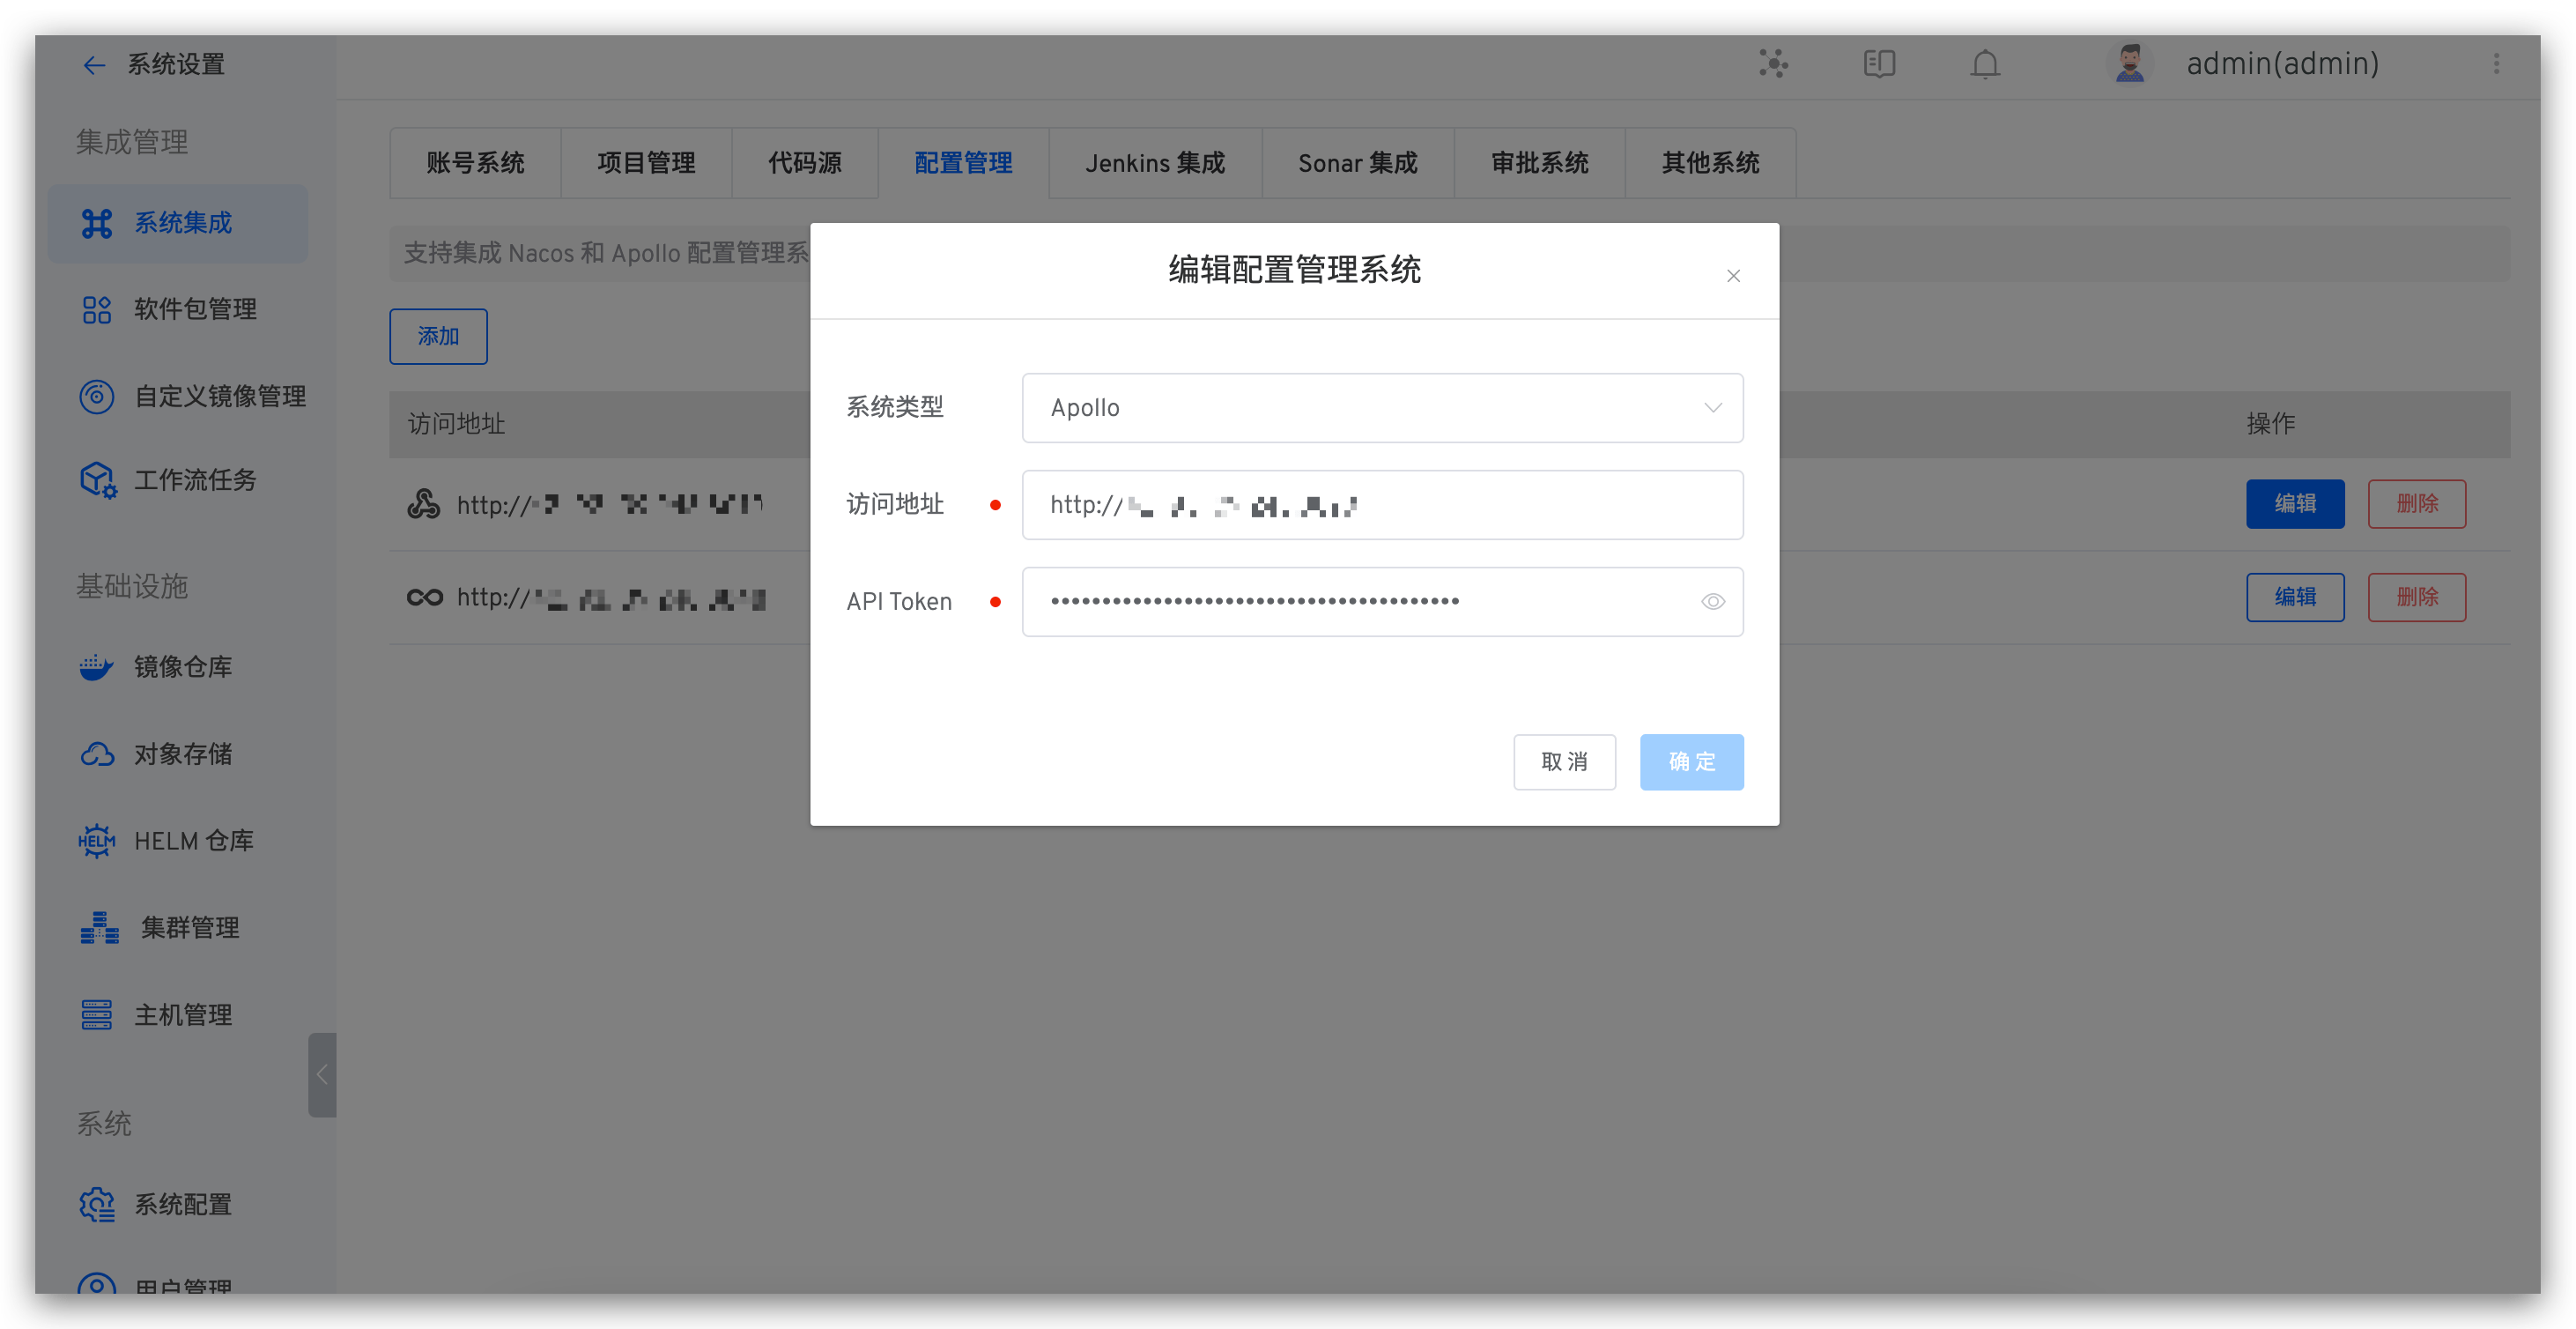 系统设置
admin(admin)
集成管理
系统集成
软件包管理
自定义镜像管理
工作流任务
基础设施
镜像仓库
对象存储
HELM
HELM 仓库
集群管理
主机管理
系统
系统配置
用户管理
账号系统 项目管理 代码源 配置管理 Jenkins 集成 Sonar 集成 审批系统 其他系统
支持集成 Nacos 和 Apollo 配置管理系
添加
访问地址 操作
http:// 编辑 删除
http:// 编辑 删除
编辑配置管理系统
系统类型 Apollo
访问地址 http://
API Token
取消 确定